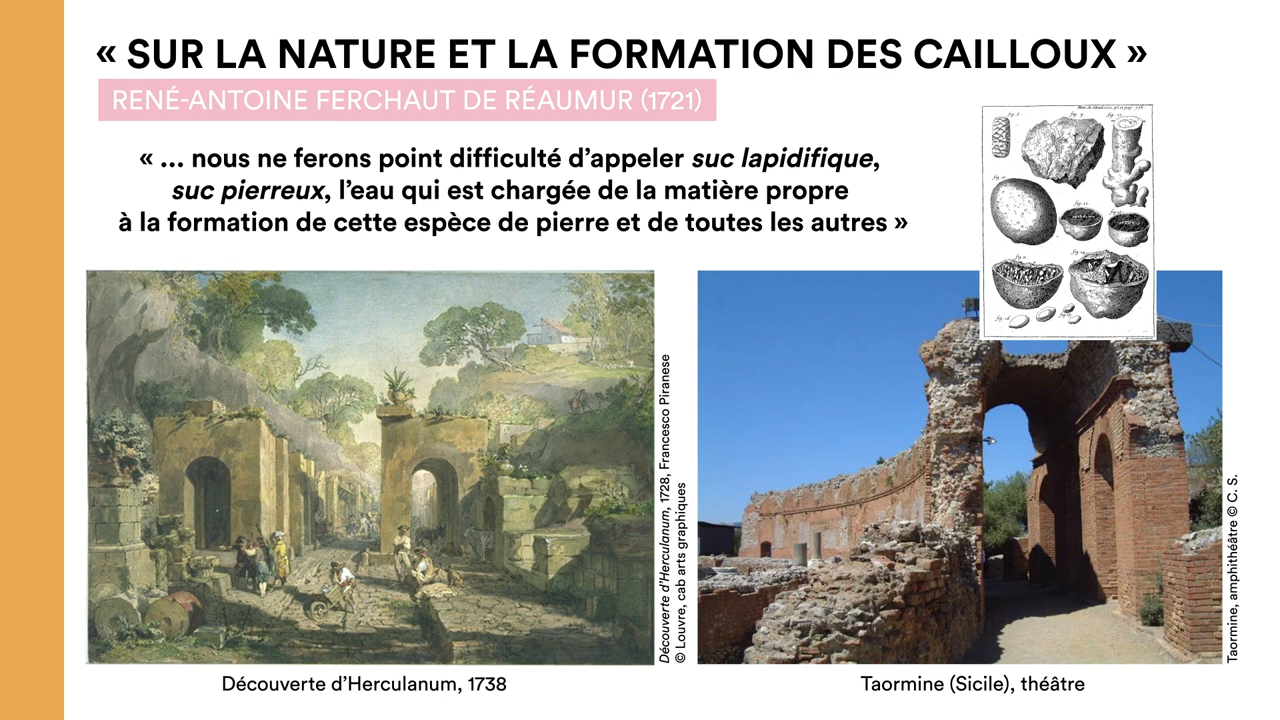 « SUR LA NATURE ET LA FORMATION DES CAILLOUX »
RENÉ-ANTOINE FERCHAUT DE RÉAUMUR (1721)
« ... nous ne ferons point difficulté d’appeler suc lapidifique,
suc pierreux, l’eau qui est chargée de la matière propre
à la formation de cette espèce de pierre et de toutes les autres »
Découverte d’Herculanum, 1728, Francesco Piranese
© Louvre, cab arts graphiques
Découverte d’Herculanum, 1738
Taormine, amphithéâtre © C. S.
Taormine (Sicile), théâtre